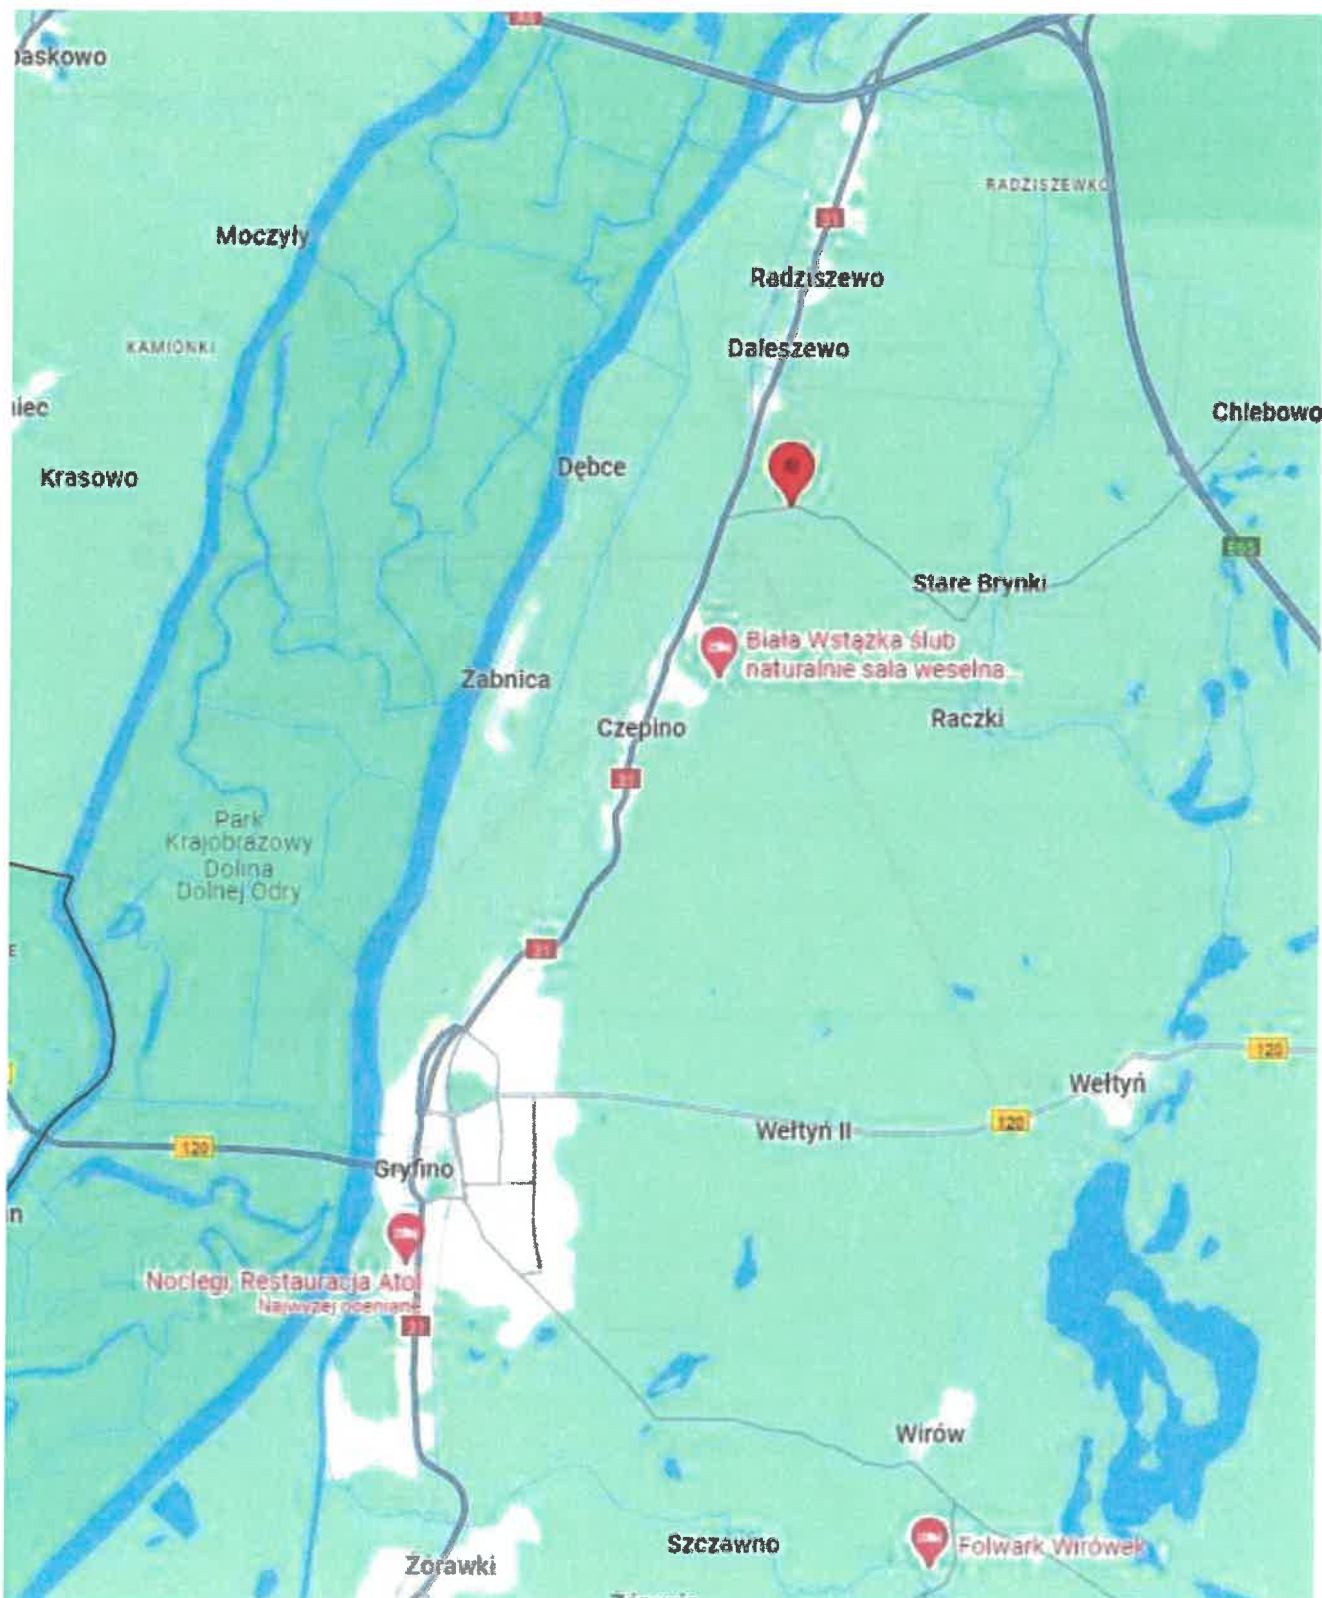 Moczyły
31
RADZISZEWKO
Radziszewo
Daleszewo
KAMIONKI
Chlebowo
Krasowo
Dębce
Stare Brynki
Biała Wstążka ślub
naturalnie sala weselna...
Żabnica
Raczki
Czepino
31
Park
Krajobrazowy
Dolina
Dolnej Odry
31
120
Wełtyń
120
Wełtyń II
120
Gryfino
Noclegi, Restauracja Atol
Najwyżej oceniane
31
Wirów
Szczawno
Folwark Wirówek
Żórawki